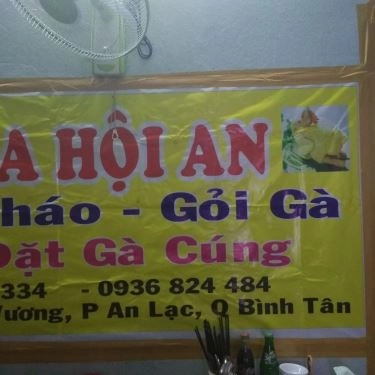 A HỘI AN
háo - Gỏi Gà
Đặt Gà Cúng
334 - 0936 824 484
Vương, P An Lạc, Q Bình Tân